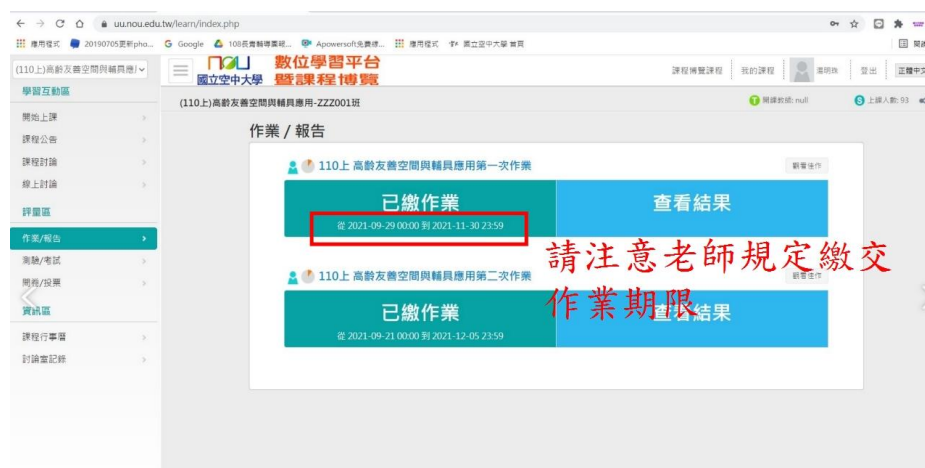 uu.nou.edu.tw/learn/index.php
應用程式 20190705更新pho... Google 108長青輔導叢報... Apowersoft免費修... 應用程式 國立空中大學 首頁
(110上)高齡友善空間與輔具應)
nou 國立空中大學
數位學習平台
暨課程博覽
課程博覽課程 我的課程 登出 正體中文
學習互動區
(110上)高齡友善空間與輔具應用-ZZZ001班
開課教師: null
上線人數: 93
開始上課
課程公告
課程討論
線上討論
評量區
作業/報告
測驗/考試
問卷/投票
資訊區
課程行事曆
討論室記錄
作業 / 報告
110上 高齡友善空間與輔具應用第一次作業
觀看佳作
已繳作業
從 2021-09-29 00:00 到 2021-11-30 23:59
查看結果
請注意老師規定繳交
作業期限
110上 高齡友善空間與輔具應用第二次作業
觀看佳作
已繳作業
從 2021-09-21 00:00 到 2021-12-05 23:59
查看結果